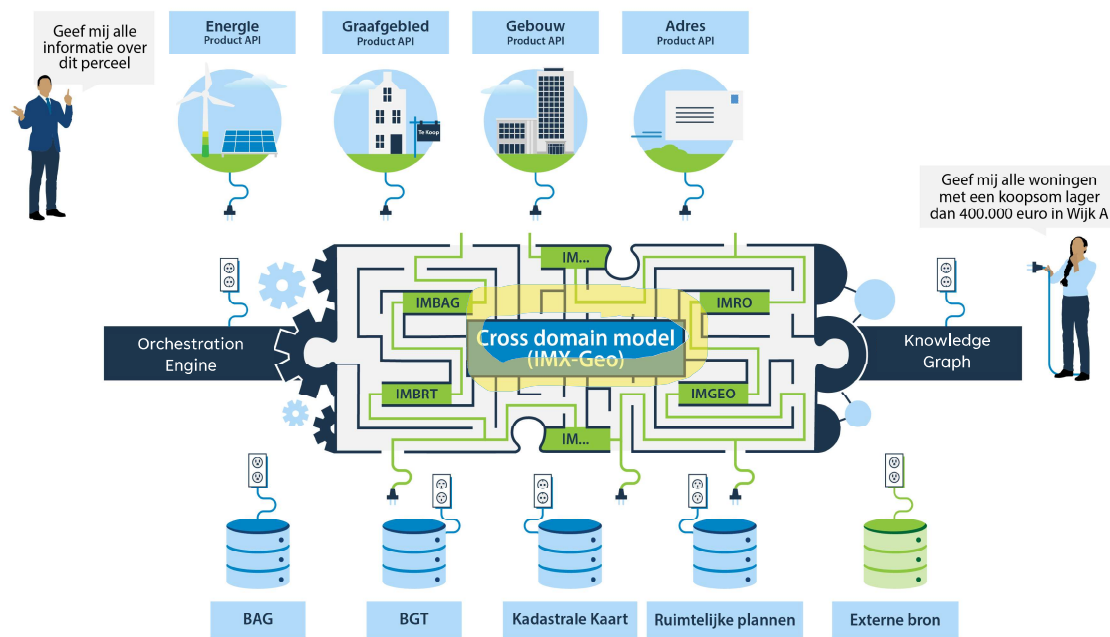 Geef mij alle
informatie over
dit perceel
Energie
Product API
Graafgebied
Product API
Gebouw
Product API
Adres
Product API
Te Koop
Geef mij alle woningen
met een koopsom lager
dan 400.000 euro in Wijk A
IM...
IMBAG
IMRO
Orchestration
Engine
Cross domain model
(IMX-Geo)
Knowledge
Graph
IMBRT
IMGEO
IM...
BAG
BGT
Kadastrale Kaart
Ruimtelijke plannen
Externe bron